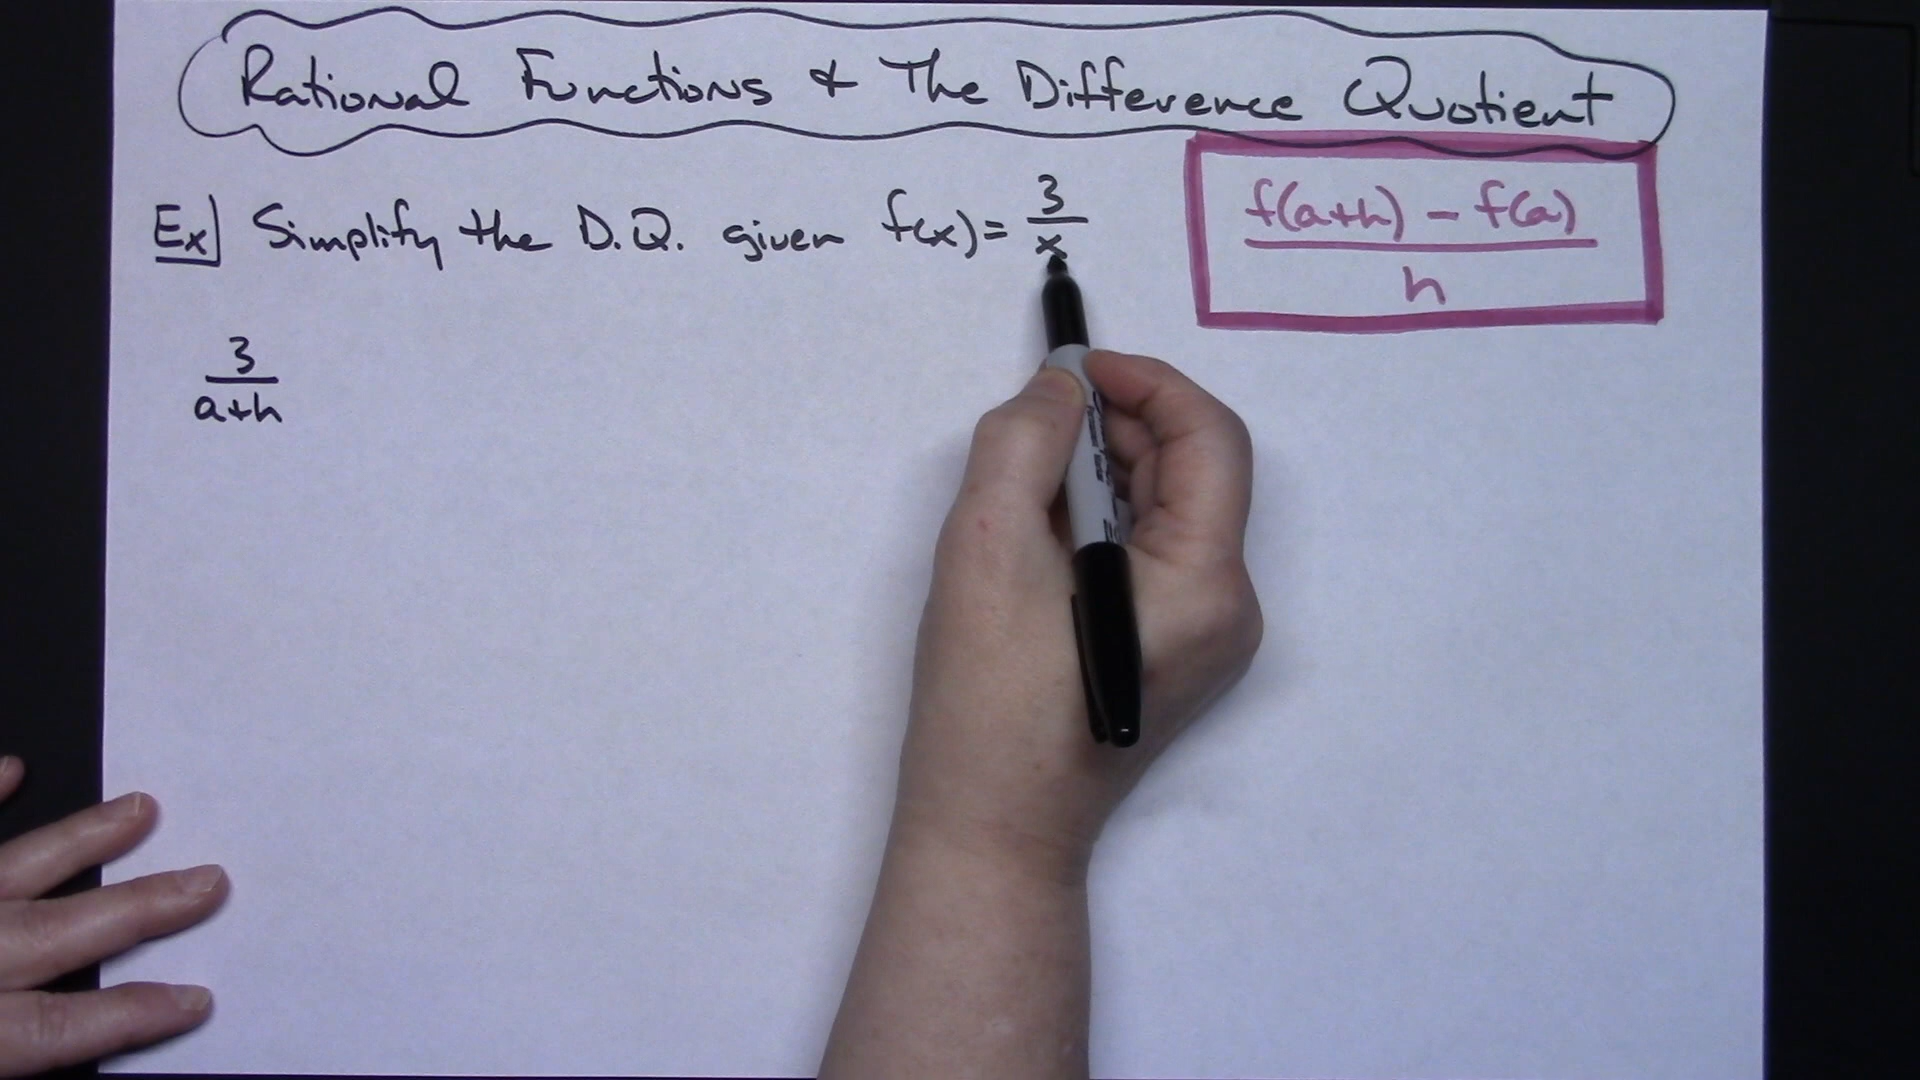 Rational Functions & The Difference Quotient
Ex] Simplify the D.Q. given f(x) = 3/x
f(a+h) - f(a)
h
3
a+h